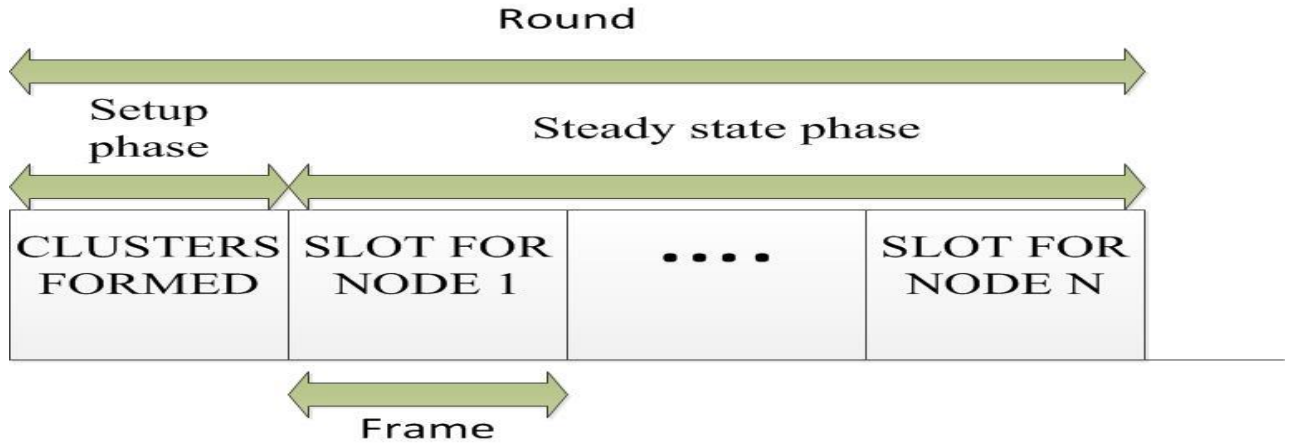 Round
Setup
phase
Steady state phase
CLUSTERS
FORMED
SLOT FOR
NODE 1
....
SLOT FOR
NODE N
Frame